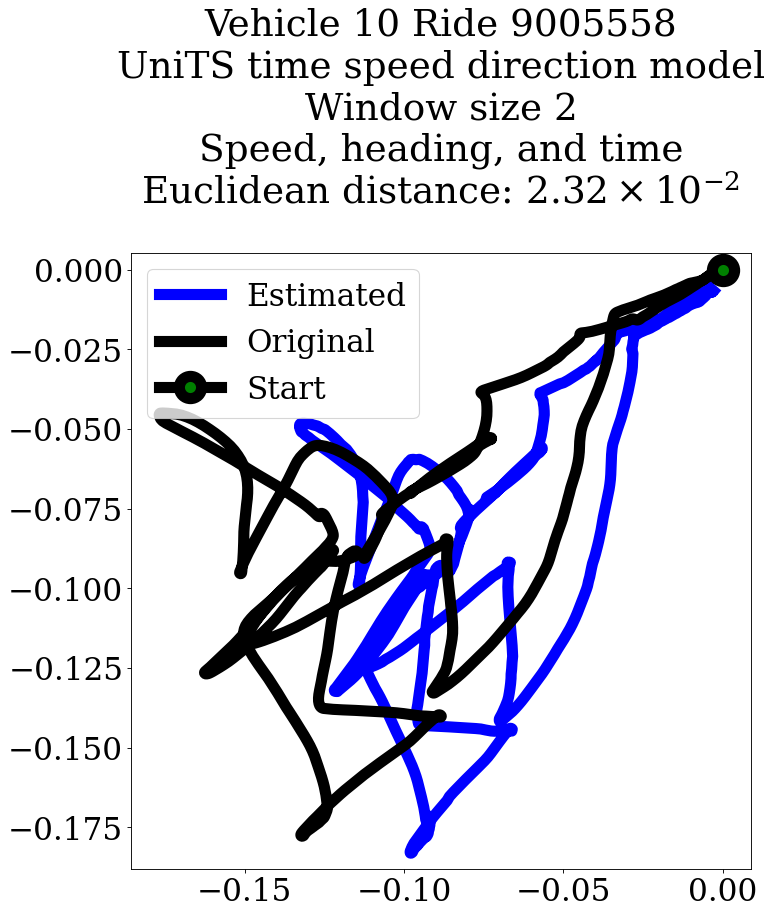 Vehicle 10 Ride 9005558
UniTS time speed direction model
Window size 2
Speed, heading, and time
Euclidean distance: 2.32 × 10⁻²
Estimated
Original
Start
0.000
−0.025
−0.050
−0.075
−0.100
−0.125
−0.150
−0.175
−0.15
−0.10
−0.05
0.00